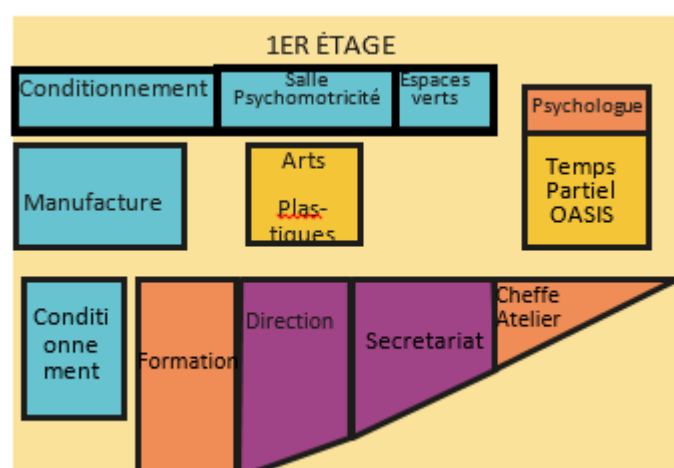 1ER ÉTAGE
Conditionnement
Salle
Psychomotricité
Espaces
verts
Psychologue
Manufacture
Arts
Plas-
tiques
Temps
Partiel
OASIS
Conditi
onne
ment
Formation
Direction
Secretariat
Cheffe
Atelier